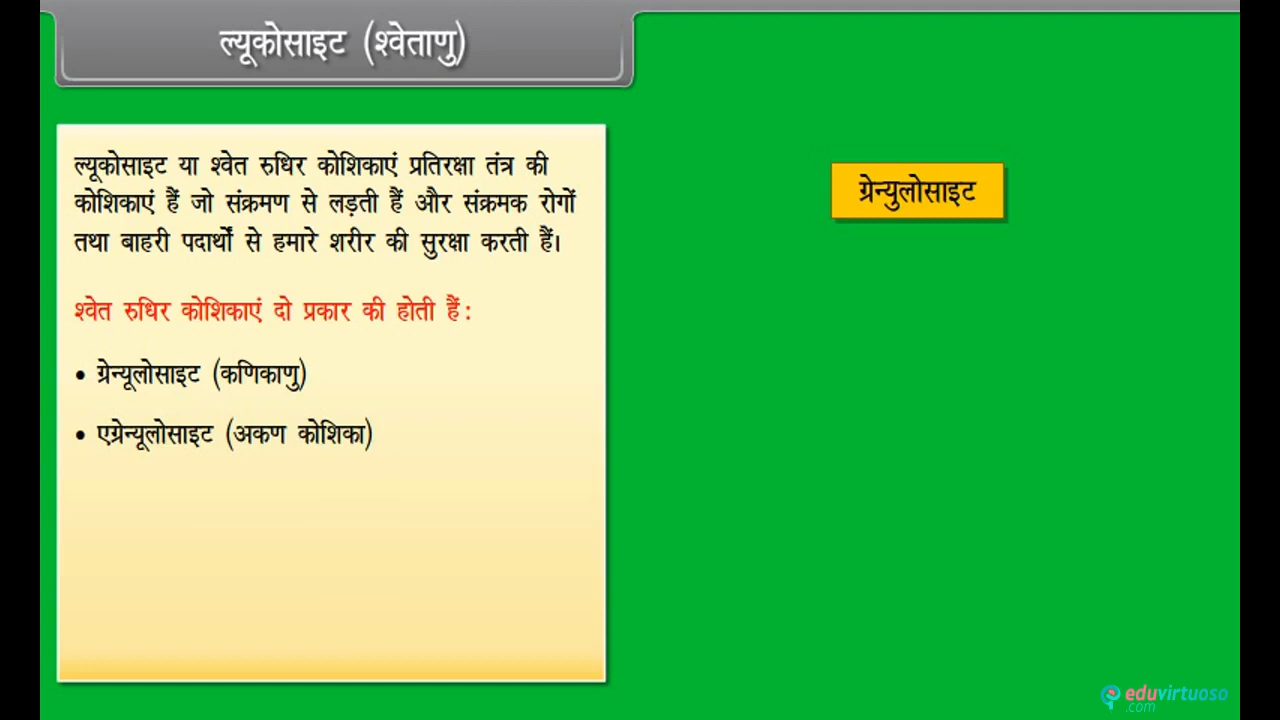 ल्यूकोसाइट (श्वेताणु)
ल्यूकोसाइट या श्वेत रुधिर कोशिकाएं प्रतिरक्षा तंत्र की
कोशिकाएं हैं जो संक्रमण से लड़ती हैं और संक्रमक रोगों
तथा बाहरी पदार्थों से हमारे शरीर की सुरक्षा करती हैं।
श्वेत रुधिर कोशिकाएं दो प्रकार की होती हैं:
• ग्रेन्यूलोसाइट (कणिकाणु)
• एग्रेन्यूलोसाइट (अकण कोशिका)
ग्रेन्युलोसाइट
eduvirtuoso
.com